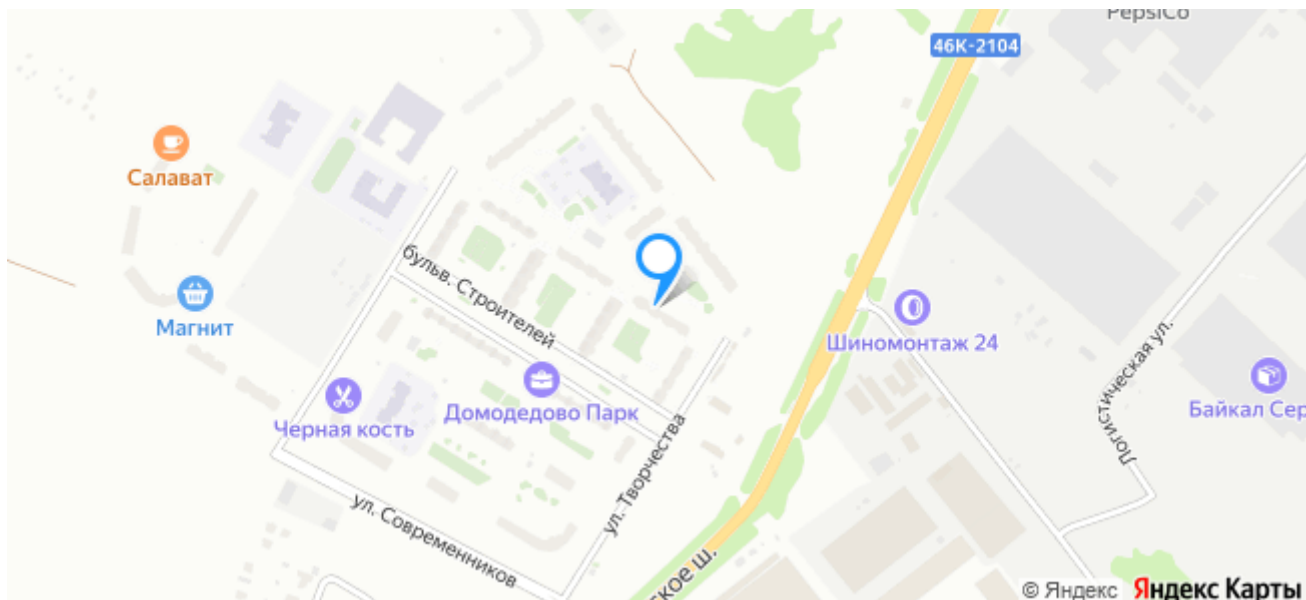 PepsiCo
46К-2104
Салават
бульв. Строителей
Магнит
Шиномонтаж 24
Логистическая ул.
Домодедово Парк
Байкал Сер
Черная кость
ул. Творчества
ул. Современников
ское ш.
© Яндекс Яндекс Карты